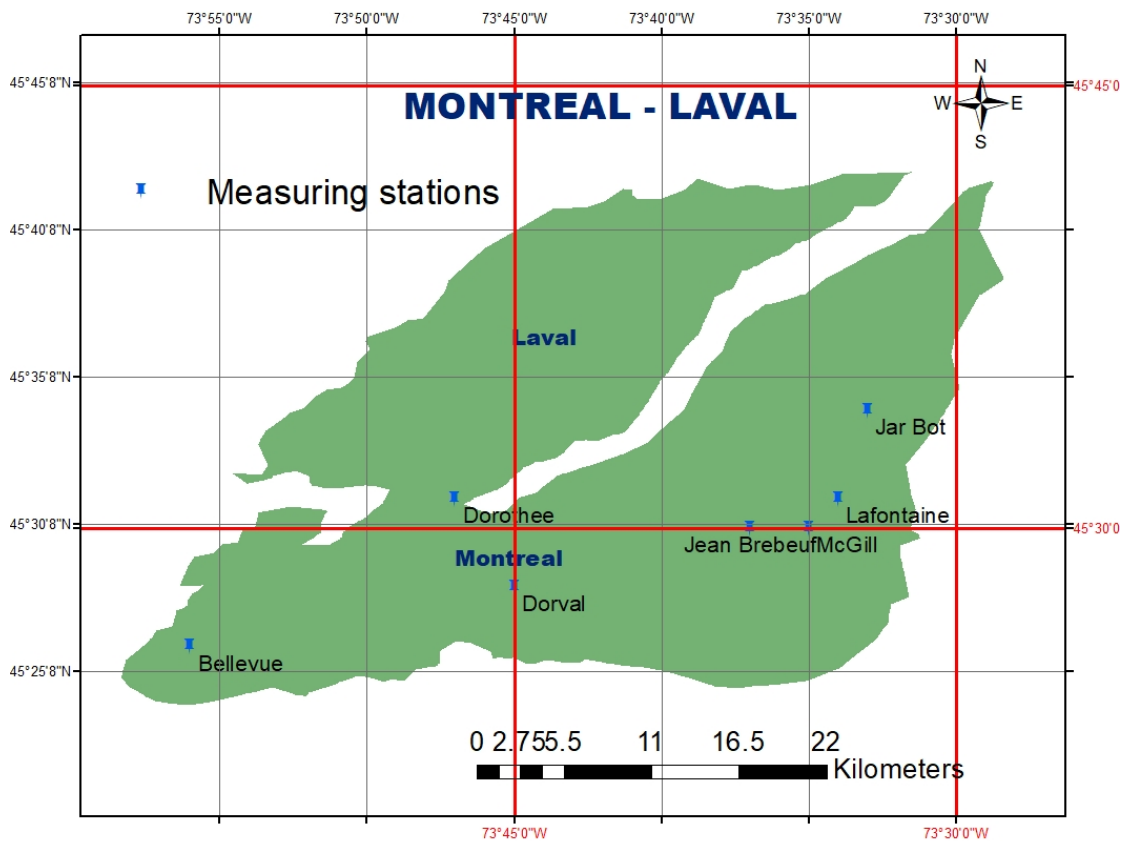 73°55'0"W 73°50'0"W 73°45'0"W 73°40'0"W 73°35'0"W 73°30'0"W
N
45°45'8"N
45°45'0
MONTREAL - LAVAL
W E
S
Measuring stations
45°40'8"N
Laval
45°35'8"N
Jar Bot
Dorothee
Lafontaine
45°30'8"N
45°30'0
Jean Brebeuf McGill
Montreal
Dorval
Bellevue
45°25'8"N
0 2.75 5.5 11 16.5 22
Kilometers
73°45'0"W 73°30'0"W